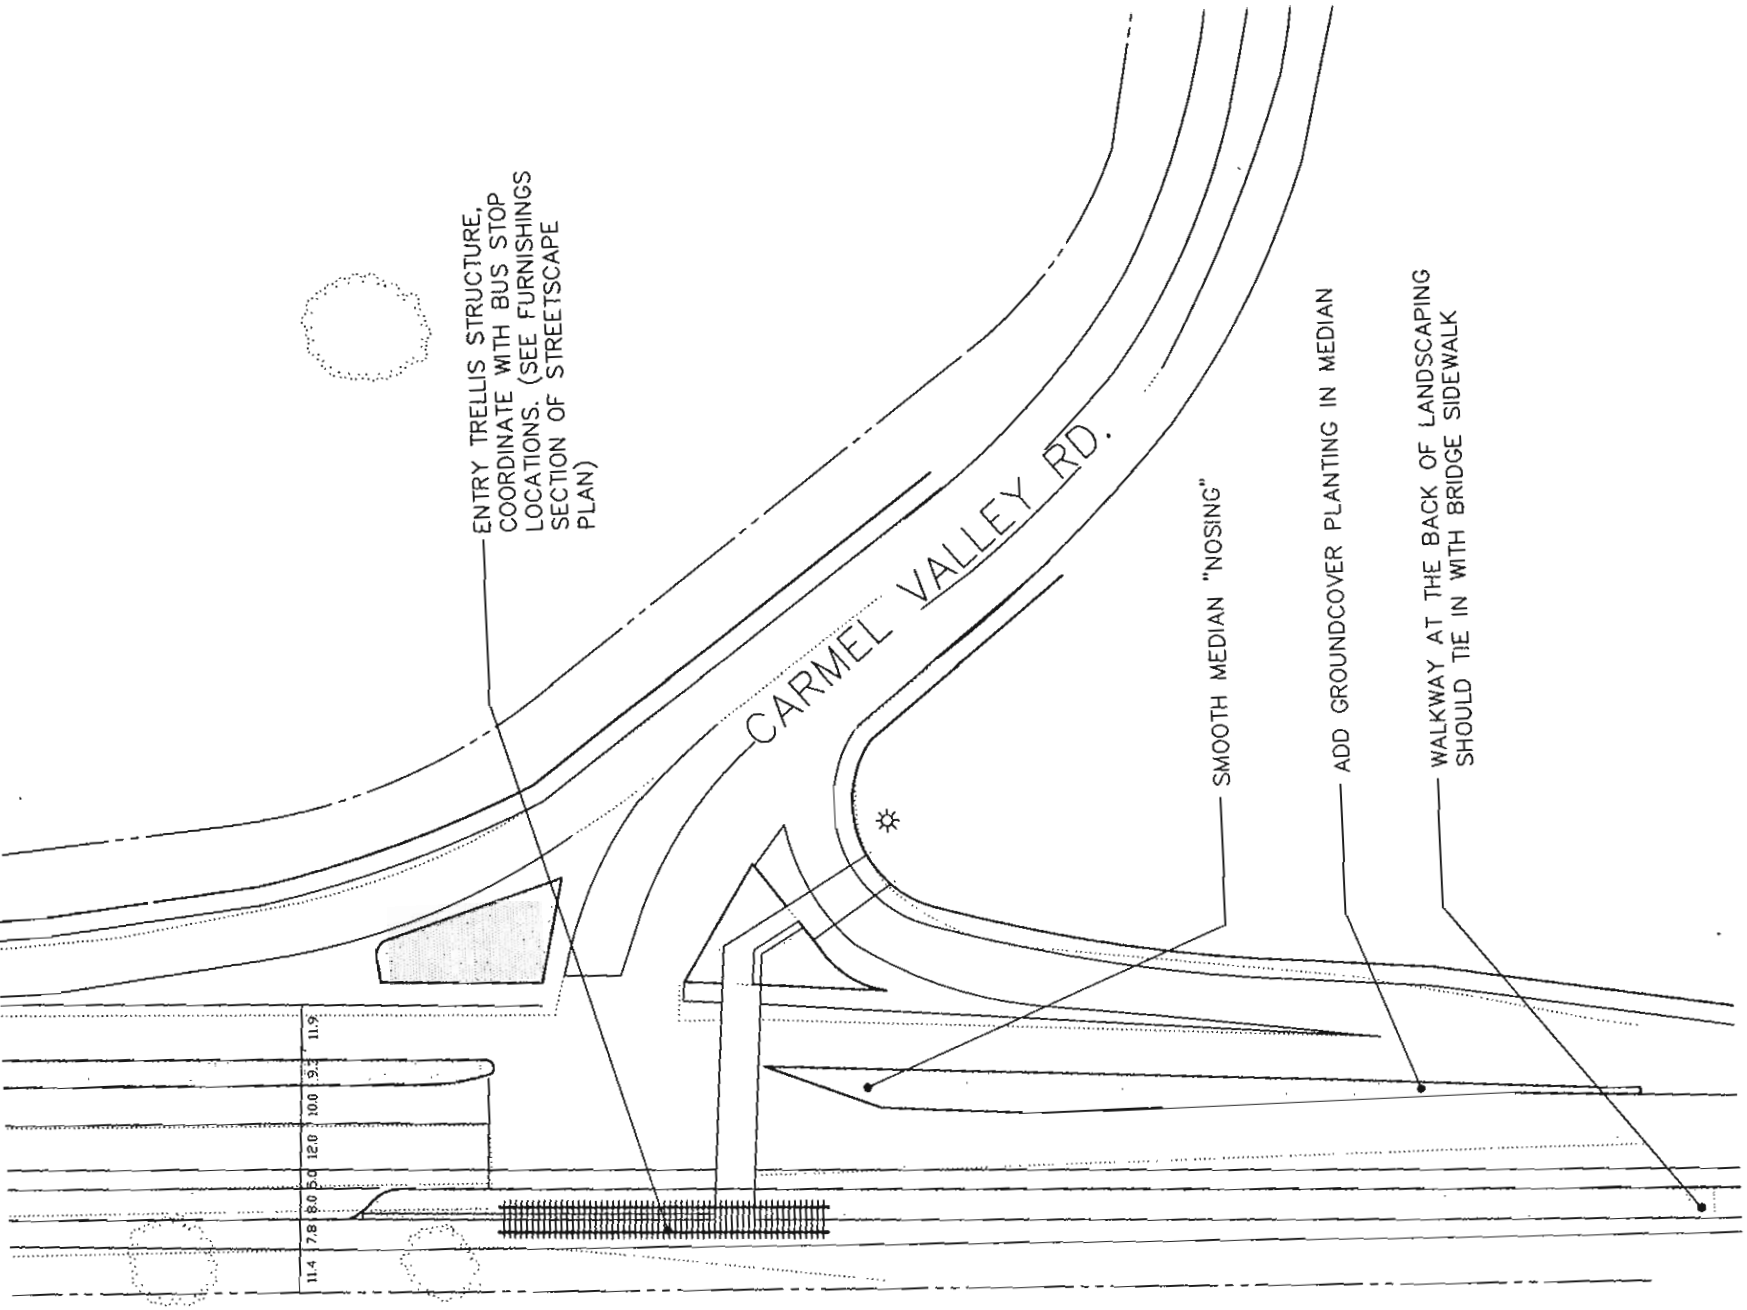 ENTRY TRELLIS STRUCTURE,
COORDINATE WITH BUS STOP
LOCATIONS. (SEE FURNISHINGS
SECTION OF STREETSCAPE
PLAN)
CARMEL VALLEY RD.
SMOOTH MEDIAN "NOSING"
ADD GROUNDCOVER PLANTING IN MEDIAN
WALKWAY AT THE BACK OF LANDSCAPING
SHOULD TIE IN WITH BRIDGE SIDEWALK
11.4 7.8 8.0 5.0 12.0 10.0 11.9